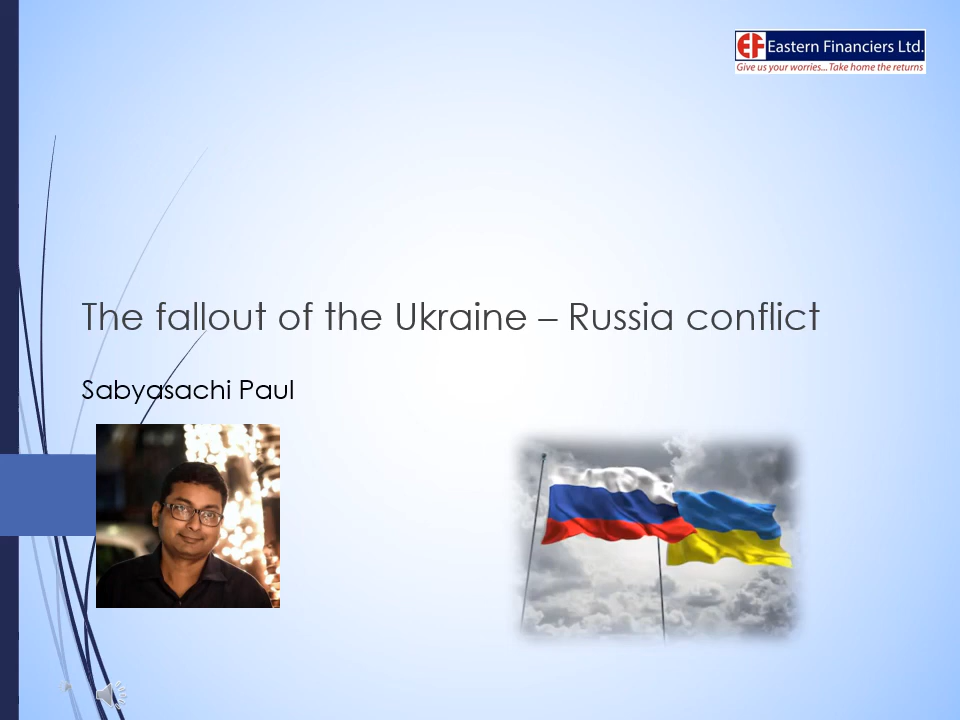 EF Eastern Financiers Ltd.
Give us your worries...Take home the returns
The fallout of the Ukraine – Russia conflict
Sabyasachi Paul